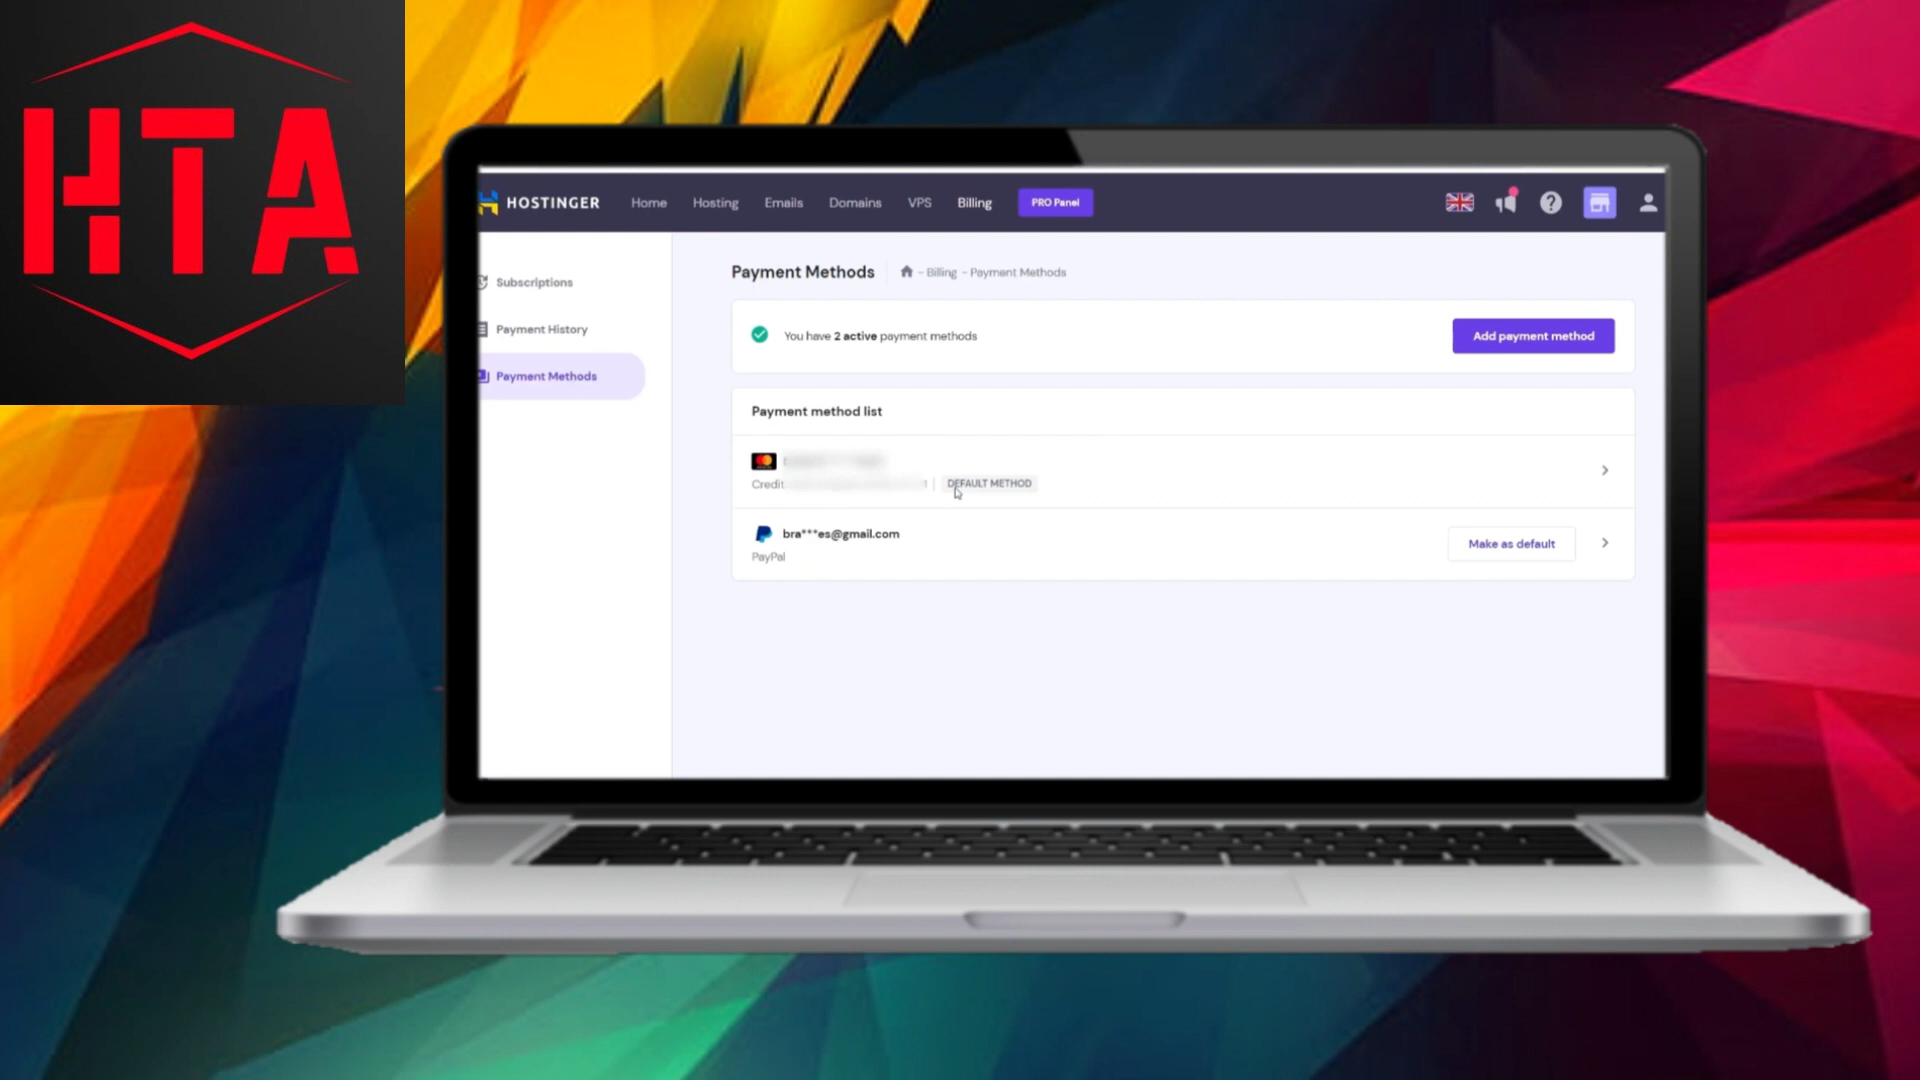 HTA
HOSTINGER Home Hosting Emails Domains VPS Billing PRO Panel
Subscriptions
Payment History
Payment Methods
Payment Methods - Billing - Payment Methods
You have 2 active payment methods Add payment method
Payment method list
Credit DEFAULT METHOD
bra***es@gmail.com
PayPal
Make as default